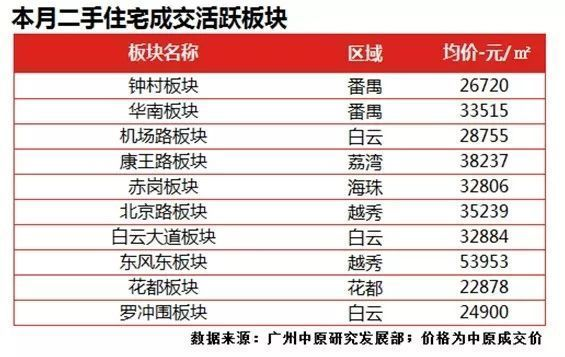 本月二手住宅成交活跃板块
板块名称 区域 均价-元/㎡
钟村板块 番禺 26720
华南板块 番禺 33515
机场路板块 白云 28755
康王路板块 荔湾 38237
赤岗板块 海珠 32806
北京路板块 越秀 35239
白云大道板块 白云 32884
东风东板块 越秀 53953
花都板块 花都 22878
罗冲围板块 白云 24900
数据来源：广州中原研究发展部；价格为中原成交价